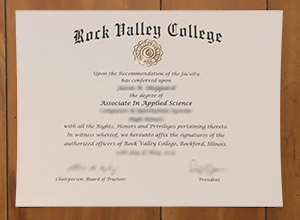 Rock Valley College
Upon the Recommendation of the faculty
has conferred upon
the degree of
Associate In Applied Science
with all the Rights, Honors and Privileges pertaining thereto.
In witness whereof, we hereunto affix the signatures of the
authorized officers of Rock Valley College, Rockford, Illinois.
Chairperson, Board of Trustees President